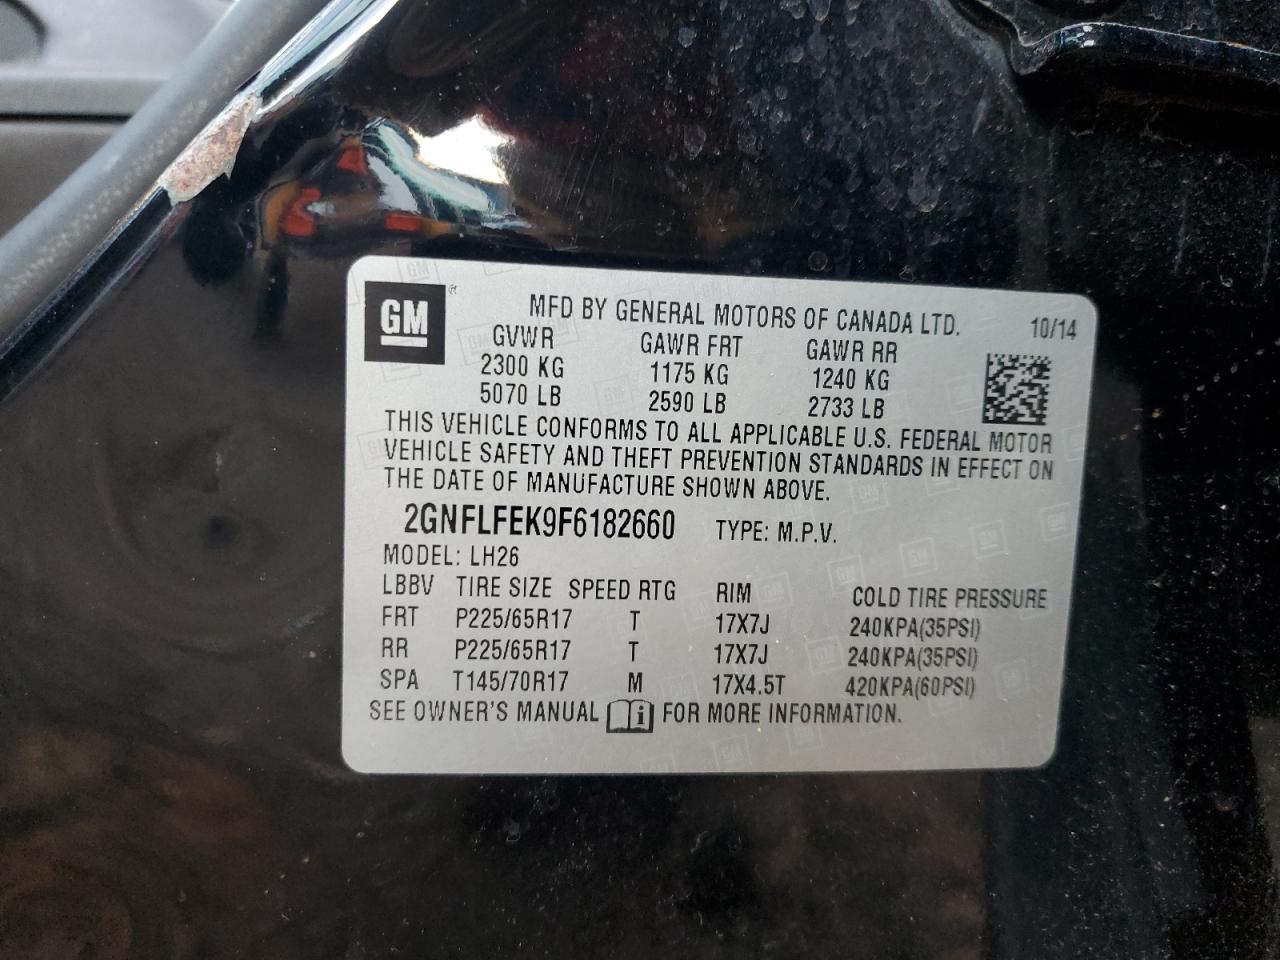 GM ®
MFD BY GENERAL MOTORS OF CANADA LTD. 10/14
GVWR GAWR FRT GAWR RR
2300 KG 1175 KG 1240 KG
5070 LB 2590 LB 2733 LB
THIS VEHICLE CONFORMS TO ALL APPLICABLE U.S. FEDERAL MOTOR
VEHICLE SAFETY AND THEFT PREVENTION STANDARDS IN EFFECT ON
THE DATE OF MANUFACTURE SHOWN ABOVE.
2GNFLFEK9F6182660 TYPE: M.P.V.
MODEL: LH26
LBBV TIRE SIZE SPEED RTG RIM COLD TIRE PRESSURE
FRT P225/65R17 T 17X7J 240KPA(35PSI)
RR P225/65R17 T 17X7J 240KPA(35PSI)
SPA T145/70R17 M 17X4.5T 420KPA(60PSI)
SEE OWNER'S MANUAL i FOR MORE INFORMATION.